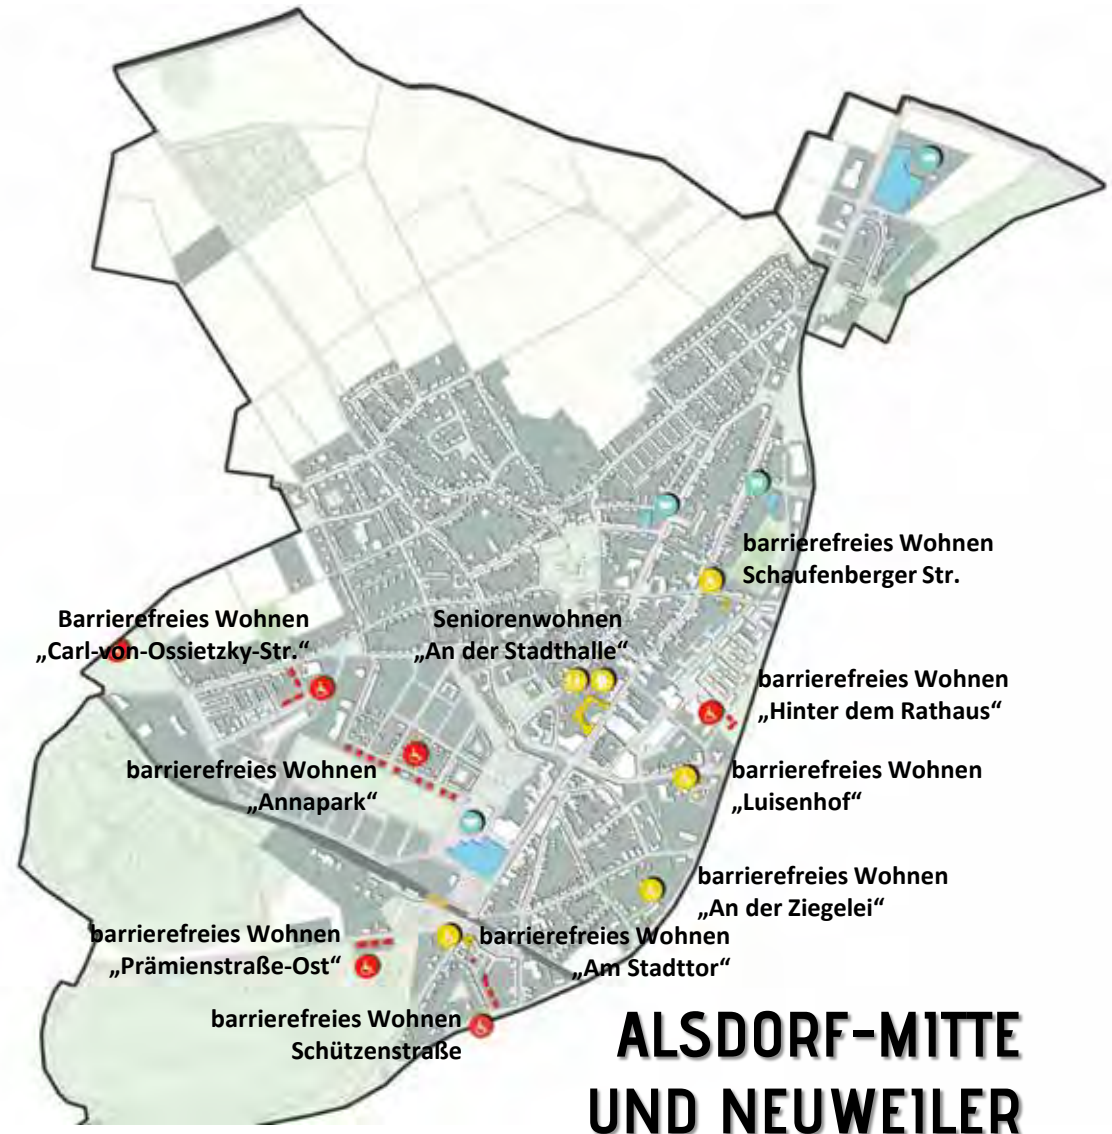 barrierefreies Wohnen
Schaufenberger Str.
Barrierefreies Wohnen
„Carl-von-Ossietzky-Str.“
Seniorenwohnen
„An der Stadthalle“
barrierefreies Wohnen
„Hinter dem Rathaus“
barrierefreies Wohnen
„Annapark“
barrierefreies Wohnen
„Luisenhof“
barrierefreies Wohnen
„An der Ziegelei“
barrierefreies Wohnen
„Prämienstraße-Ost“
barrierefreies Wohnen
„Am Stadttor“
barrierefreies Wohnen
Schützenstraße
ALSDORF-MITTE
UND NEUWEILER